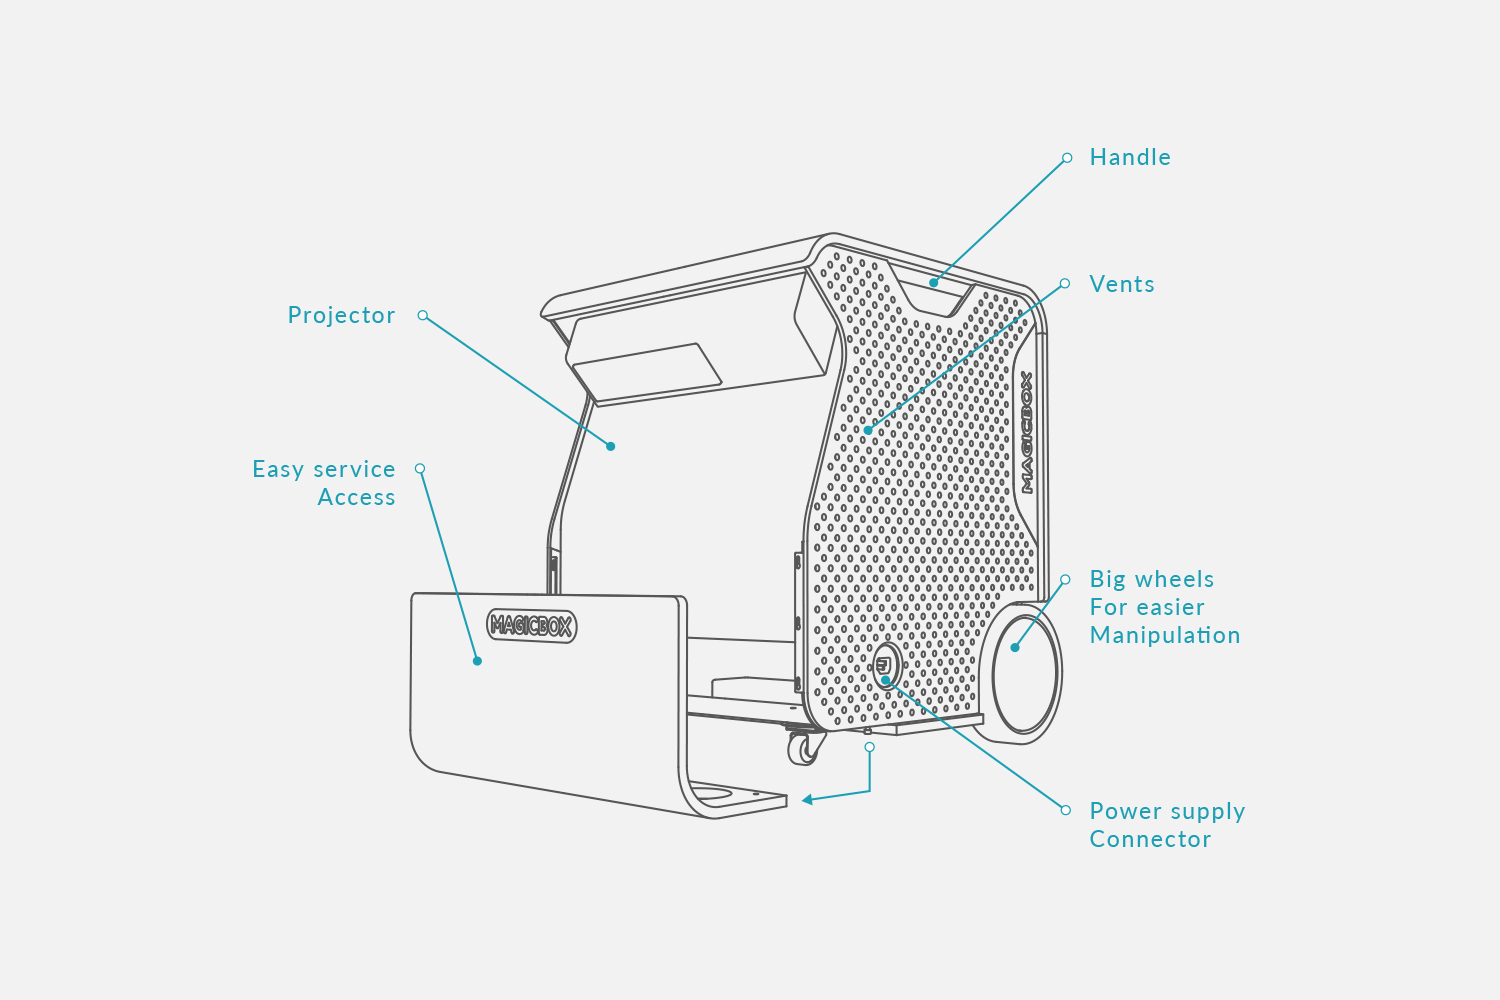 Handle
Vents
Projector
Easy service
Access
MAGICBOX
Big wheels
For easier
Manipulation
MAGICBOX
Power supply
Connector